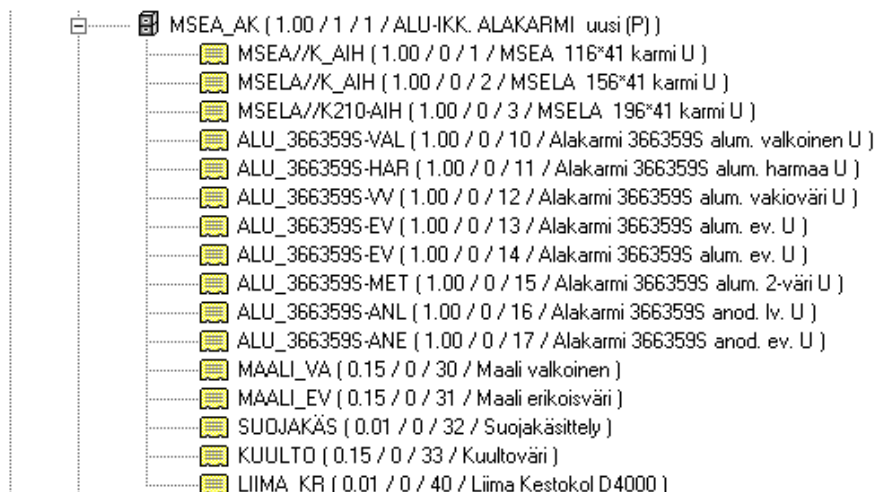 MSEA_AK ( 1.00 / 1 / 1 / ALU-IKK. ALAKARMI uusi (P) )
MSEA//K_AIH ( 1.00 / 0 / 1 / MSEA 116*41 karmi U )
MSELA//K_AIH ( 1.00 / 0 / 2 / MSELA 156*41 karmi U )
MSELA//K210-AIH ( 1.00 / 0 / 3 / MSELA 196*41 karmi U )
ALU_366359S-VAL ( 1.00 / 0 / 10 / Alakarmi 366359S alum. valkoinen U )
ALU_366359S-HAR ( 1.00 / 0 / 11 / Alakarmi 366359S alum. harmaa U )
ALU_366359S-VV ( 1.00 / 0 / 12 / Alakarmi 366359S alum. vakioväri U )
ALU_366359S-EV ( 1.00 / 0 / 13 / Alakarmi 366359S alum. ev. U )
ALU_366359S-EV ( 1.00 / 0 / 14 / Alakarmi 366359S alum. ev. U )
ALU_366359S-MET ( 1.00 / 0 / 15 / Alakarmi 366359S alum. 2-väri U )
ALU_366359S-ANL ( 1.00 / 0 / 16 / Alakarmi 366359S anod. lv. U )
ALU_366359S-ANE ( 1.00 / 0 / 17 / Alakarmi 366359S anod. ev. U )
MAALI_VA ( 0.15 / 0 / 30 / Maali valkoinen )
MAALI_EV ( 0.15 / 0 / 31 / Maali erikoisväri )
SUOJAKÄS ( 0.01 / 0 / 32 / Suojakäsittely )
KUULTO ( 0.15 / 0 / 33 / Kuultoväri )
LIIMA_KR ( 0.01 / 0 / 40 / Liima Kestokol D4000 )